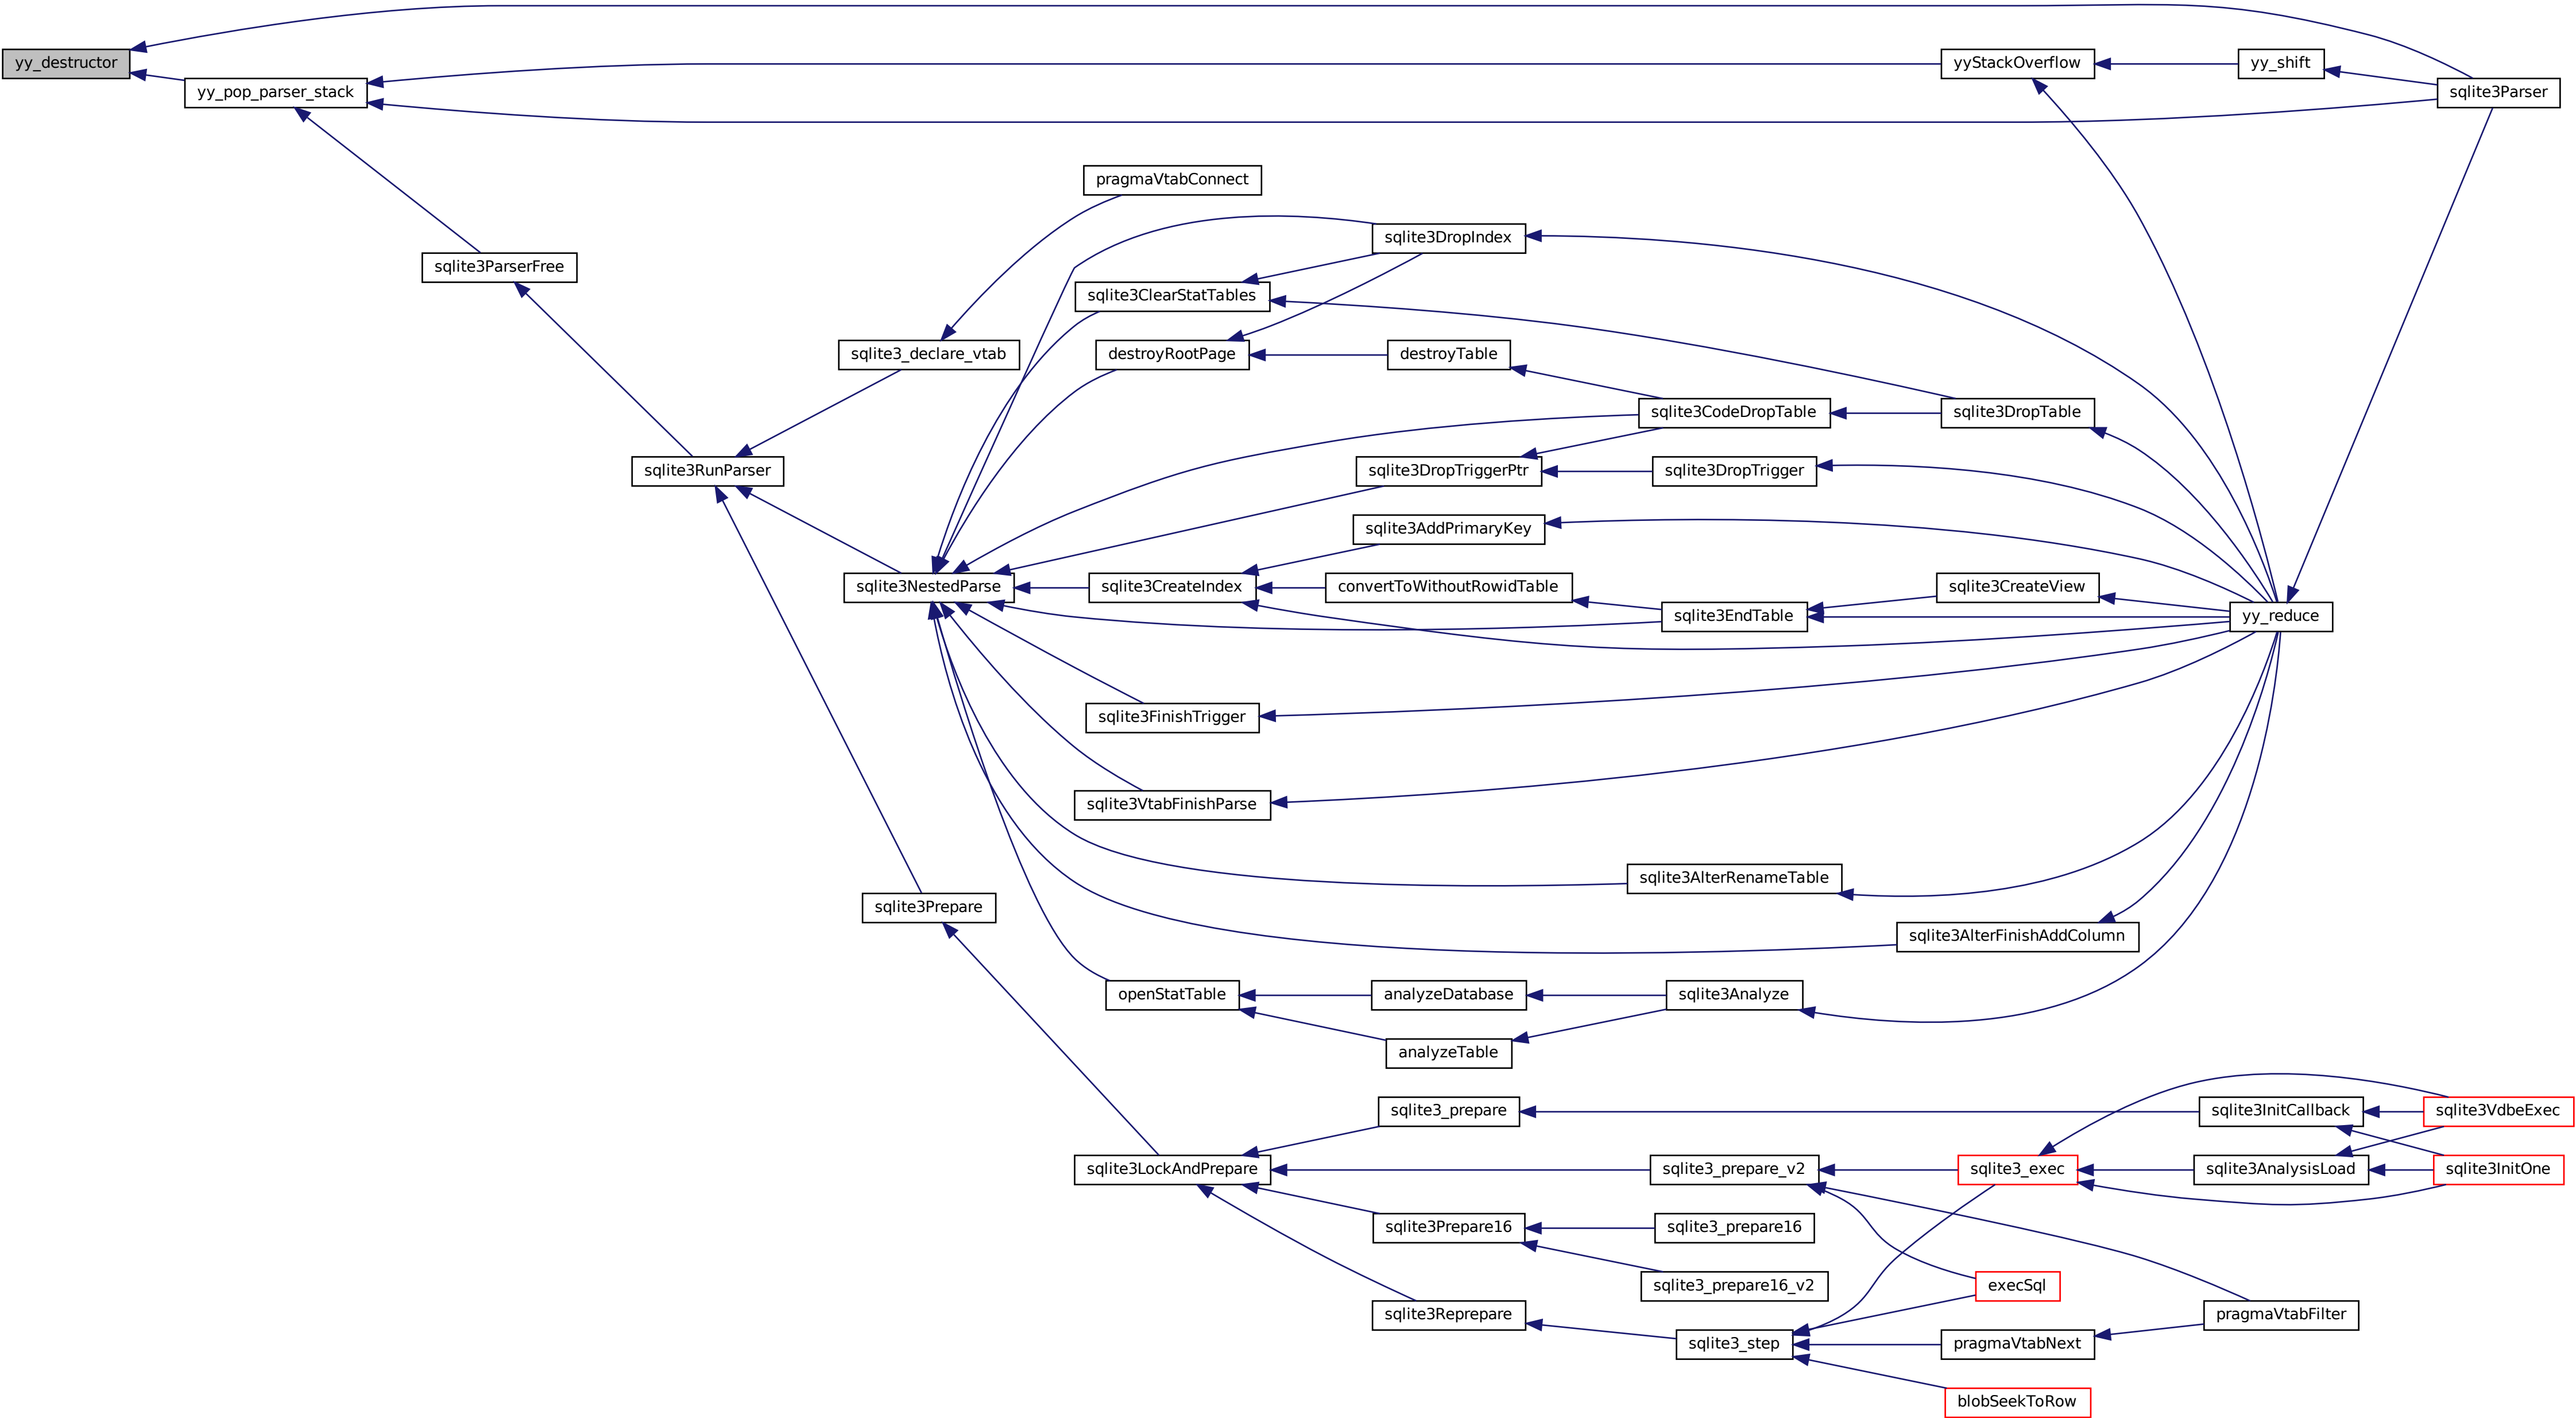 yy_destructor
yy_pop_parser_stack
yyStackOverflow
yy_shift
sqlite3Parser
pragmaVtabConnect
sqlite3DropIndex
sqlite3ParserFree
sqlite3ClearStatTables
sqlite3_declare_vtab
destroyRootPage
destroyTable
sqlite3CodeDropTable
sqlite3DropTable
sqlite3RunParser
sqlite3DropTriggerPtr
sqlite3DropTrigger
sqlite3AddPrimaryKey
sqlite3NestedParse
sqlite3CreateIndex
convertToWithoutRowidTable
sqlite3CreateView
sqlite3EndTable
yy_reduce
sqlite3FinishTrigger
sqlite3VtabFinishParse
sqlite3AlterRenameTable
sqlite3Prepare
sqlite3AlterFinishAddColumn
openStatTable
analyzeDatabase
sqlite3Analyze
analyzeTable
sqlite3_prepare
sqlite3InitCallback
sqlite3VdbeExec
sqlite3LockAndPrepare
sqlite3_prepare_v2
sqlite3_exec
sqlite3AnalysisLoad
sqlite3InitOne
sqlite3Prepare16
sqlite3_prepare16
sqlite3_prepare16_v2
execSql
sqlite3Reprepare
pragmaVtabFilter
sqlite3_step
pragmaVtabNext
blobSeekToRow